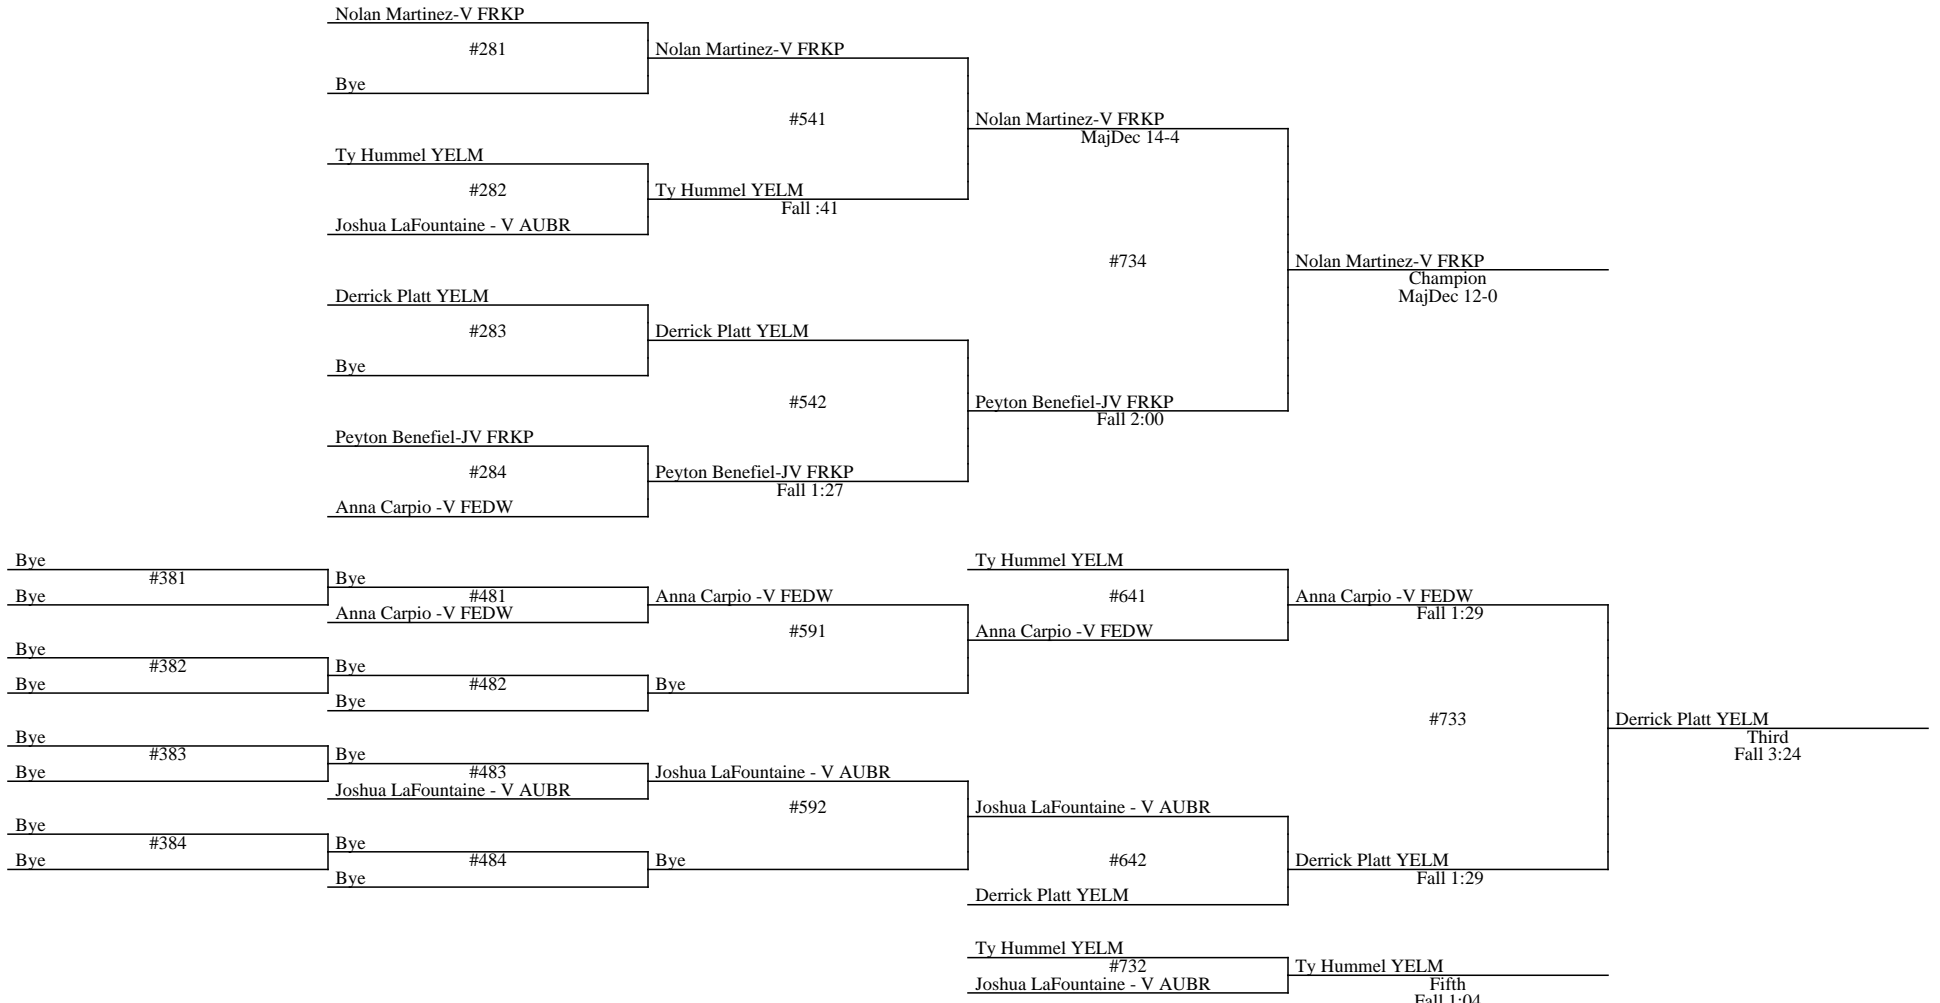 Nolan Martinez-V FRKP
#281
Nolan Martinez-V FRKP
Bye
#541
Nolan Martinez-V FRKP
MajDec 14-4
Ty Hummel YELM
#282
Ty Hummel YELM
Fall :41
Joshua LaFountaine - V AUBR
#734
Nolan Martinez-V FRKP
Champion
MajDec 12-0
Derrick Platt YELM
#283
Derrick Platt YELM
Bye
#542
Peyton Benefiel-JV FRKP
Fall 2:00
Peyton Benefiel-JV FRKP
#284
Peyton Benefiel-JV FRKP
Fall 1:27
Anna Carpio -V FEDW
Bye
#381
Bye
Bye
#481
Anna Carpio -V FEDW
Anna Carpio -V FEDW
#591
Ty Hummel YELM
#641
Anna Carpio -V FEDW
Anna Carpio -V FEDW
Fall 1:29
Bye
#382
Bye
Bye
#482
Bye
Bye
#733
Derrick Platt YELM
Third
Fall 3:24
Bye
#383
Bye
Bye
#483
Joshua LaFountaine - V AUBR
Joshua LaFountaine - V AUBR
#592
Joshua LaFountaine - V AUBR
#642
Derrick Platt YELM
Derrick Platt YELM
Fall 1:29
Bye
#384
Bye
Bye
#484
Bye
Bye
Ty Hummel YELM
#732
Joshua LaFountaine - V AUBR
Ty Hummel YELM
Fifth
Fall 1:04